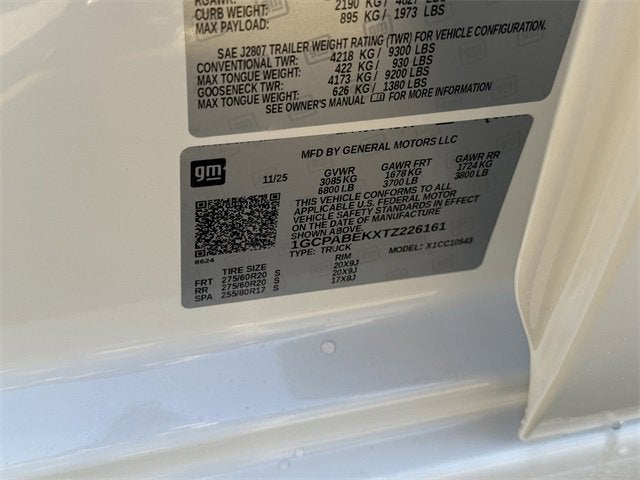 RGAWR: 2190 KG / 4827 LBS
CURB WEIGHT: 895 KG / 1973 LBS
MAX PAYLOAD:
SAE J2807 TRAILER WEIGHT RATING (TWR) FOR VEHICLE CONFIGURATION.
CONVENTIONAL TWR: 4218 KG / 9300 LBS
MAX TONGUE WEIGHT: 422 KG / 930 LBS
GOOSENECK TWR: 4173 KG / 9200 LBS
MAX TONGUE WEIGHT: 626 KG / 1380 LBS
SEE OWNER'S MANUAL FOR MORE INFORMATION
MFD BY GENERAL MOTORS LLC
gm
11/25
GVWR GAWR FRT GAWR RR
3085 KG 1678 KG 1724 KG
6800 LB 3700 LB 3800 LB
THIS VEHICLE CONFORMS TO ALL
APPLICABLE U.S. FEDERAL MOTOR
VEHICLE SAFETY STANDARDS IN EFFECT
ON THE DATE OF MANUFACTURE
1GCPABEKXTZ226161
TYPE: TRUCK MODEL: X1CC10543
8624
TIRE SIZE RIM
FRT 275/60R20 S 20X9J
RR 275/60R20 S 20X9J
SPA 255/80R17 S 17X8J